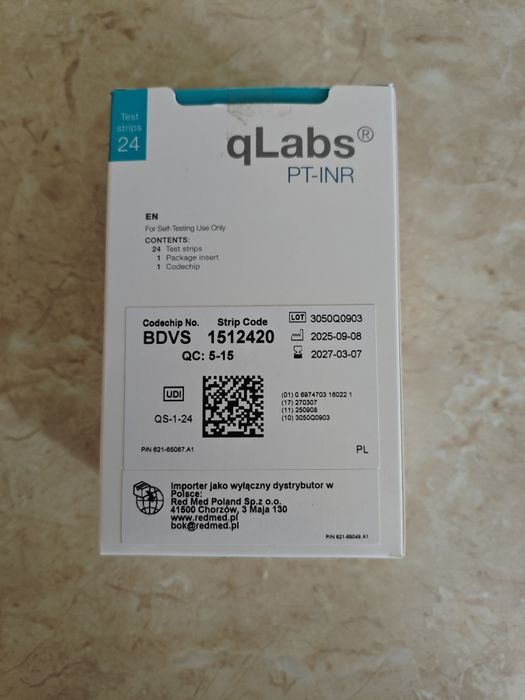 Test
strips
24
qLabs®
PT-INR
EN
For Self-Testing Use Only
CONTENTS:
24 Test strips
1 Package insert
1 Codechip
Codechip No. Strip Code
BDVS 1512420
QC: 5-15
LOT 3050Q0903
2025-09-08
2027-03-07
UDI
QS-1-24
(01) 0 6974703 16022 1
(17) 270307
(11) 250908
(10) 3050Q0903
P/N 621-65067.A1
PL
Importer jako wyłączny dystrybutor w
Polsce:
Red Med Poland Sp.z o.o.
41500 Chorzów, 3 Maja 130
www.redmed.pl
bok@redmed.pl
P/N 621-65049.A1